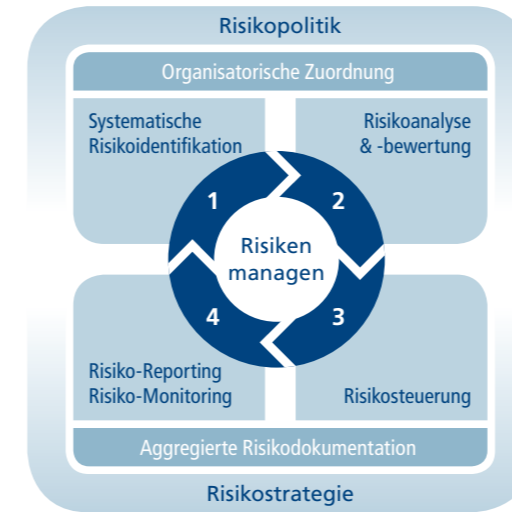 Risikopolitik
Organisatorische Zuordnung
Systematische
Risikoidentifikation
Risikoanalyse
& -bewertung
1
2
Risiken
managen
4
3
Risiko-Reporting
Risiko-Monitoring
Risikosteuerung
Aggregierte Risikodokumentation
Risikostrategie